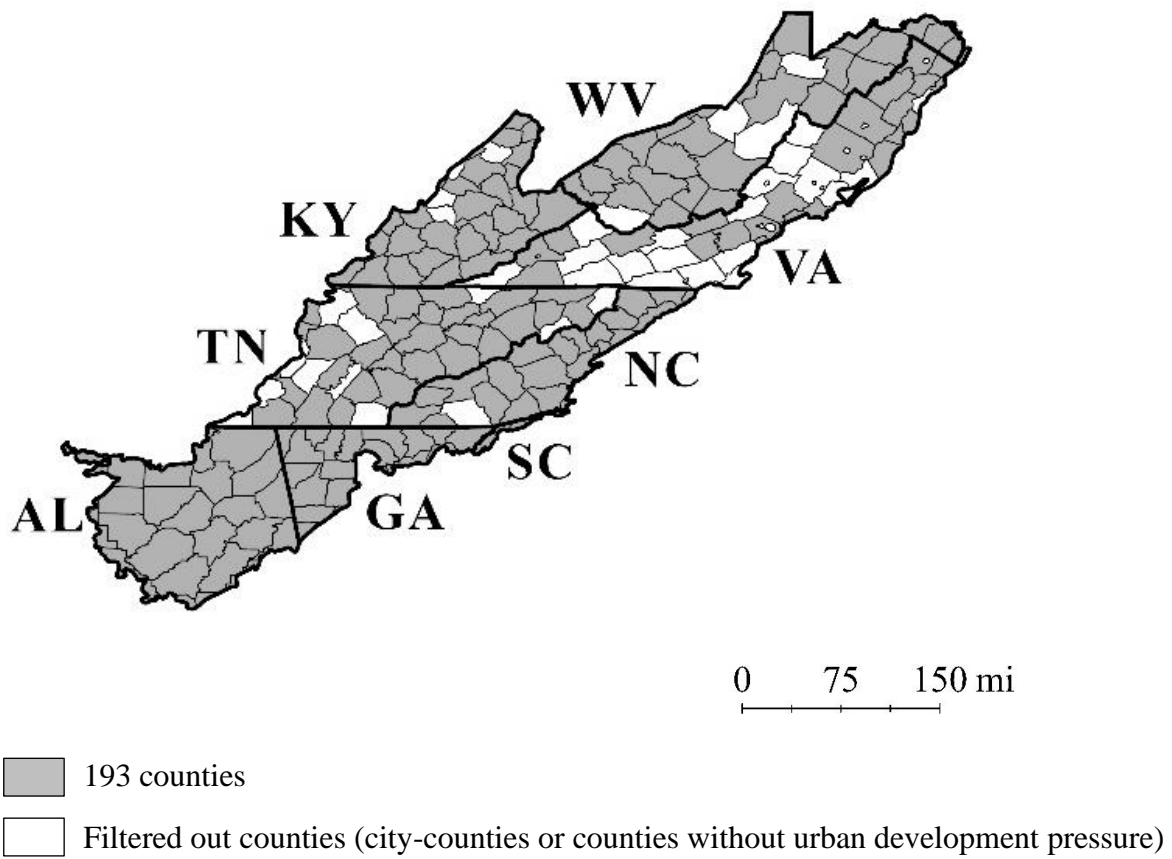 WV
KY
VA
TN
NC
SC
AL
GA
0 75 150 mi
193 counties
Filtered out counties (city-counties or counties without urban development pressure)